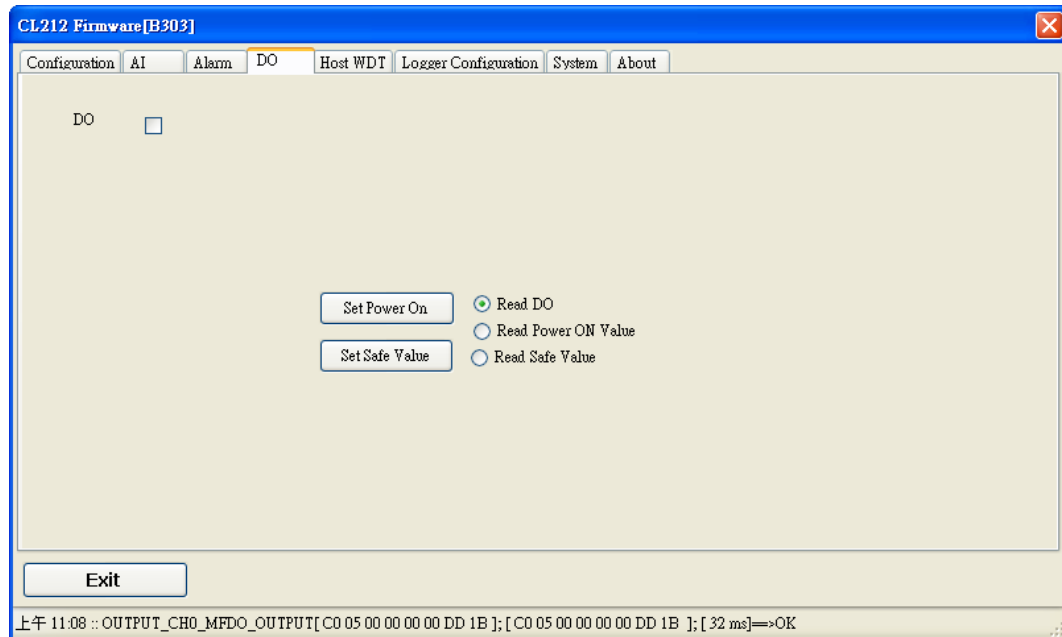 CL212 Firmware[B303]
Configuration AI Alarm DO Host WDT Logger Configuration System About
DO
Set Power On
Read DO
Read Power ON Value
Set Safe Value
Read Safe Value
Exit
上午 11:08 :: OUTPUT_CH0_MFDO_OUTPUT[ C0 05 00 00 00 00 DD 1B ]; [ C0 05 00 00 00 00 DD 1B ]; [ 32 ms]==>OK